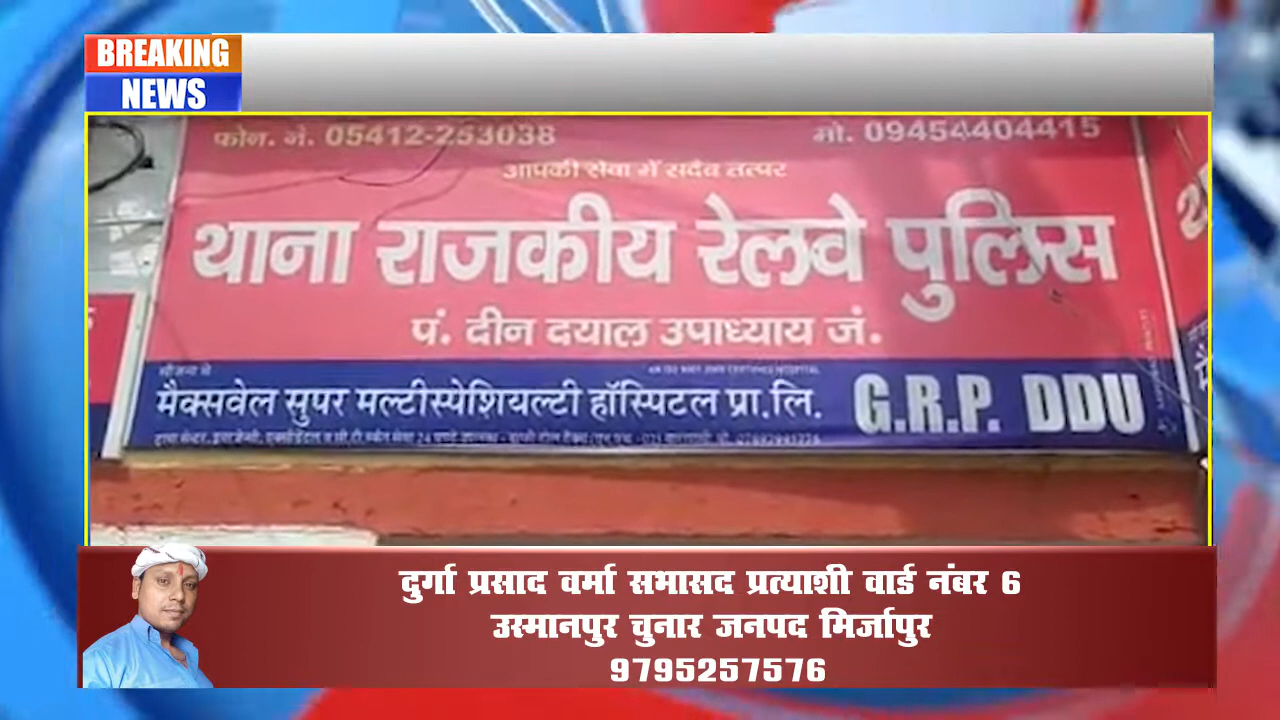 BREAKING
NEWS
फोन. नं. 05412-253038 मो. 09454404415
आपकी सेवा में सदैव तत्पर
थाना राजकीय रेलवे पुलिस
पं. दीन दयाल उपाध्याय जं.
सौजन्य से
मैक्सवेल सुपर मल्टीस्पेशियल्टी हॉस्पिटल प्रा.लि. G.R.P. DDU
दुर्गा प्रसाद वर्मा सभासद प्रत्याशी वार्ड नंबर 6
उस्मानपुर चुनार जनपद मिर्जापुर
9795257576